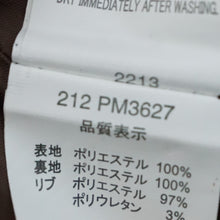 DRY IMMEDIATELY AFTER WASHING.
2213
212 PM3627
品質表示
表地 ポリエステル 100%
裏地 ポリエステル 100%
リブ ポリエステル 97%
ポリウレタン 3%